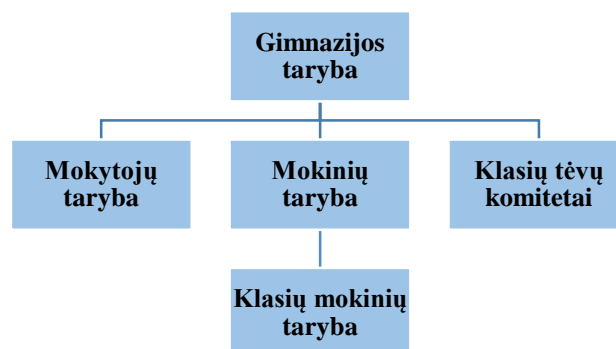 Gimnazijos
taryba
Mokytojų
taryba
Mokinių
taryba
Klasių tėvų
komitetai
Klasių mokinių
taryba